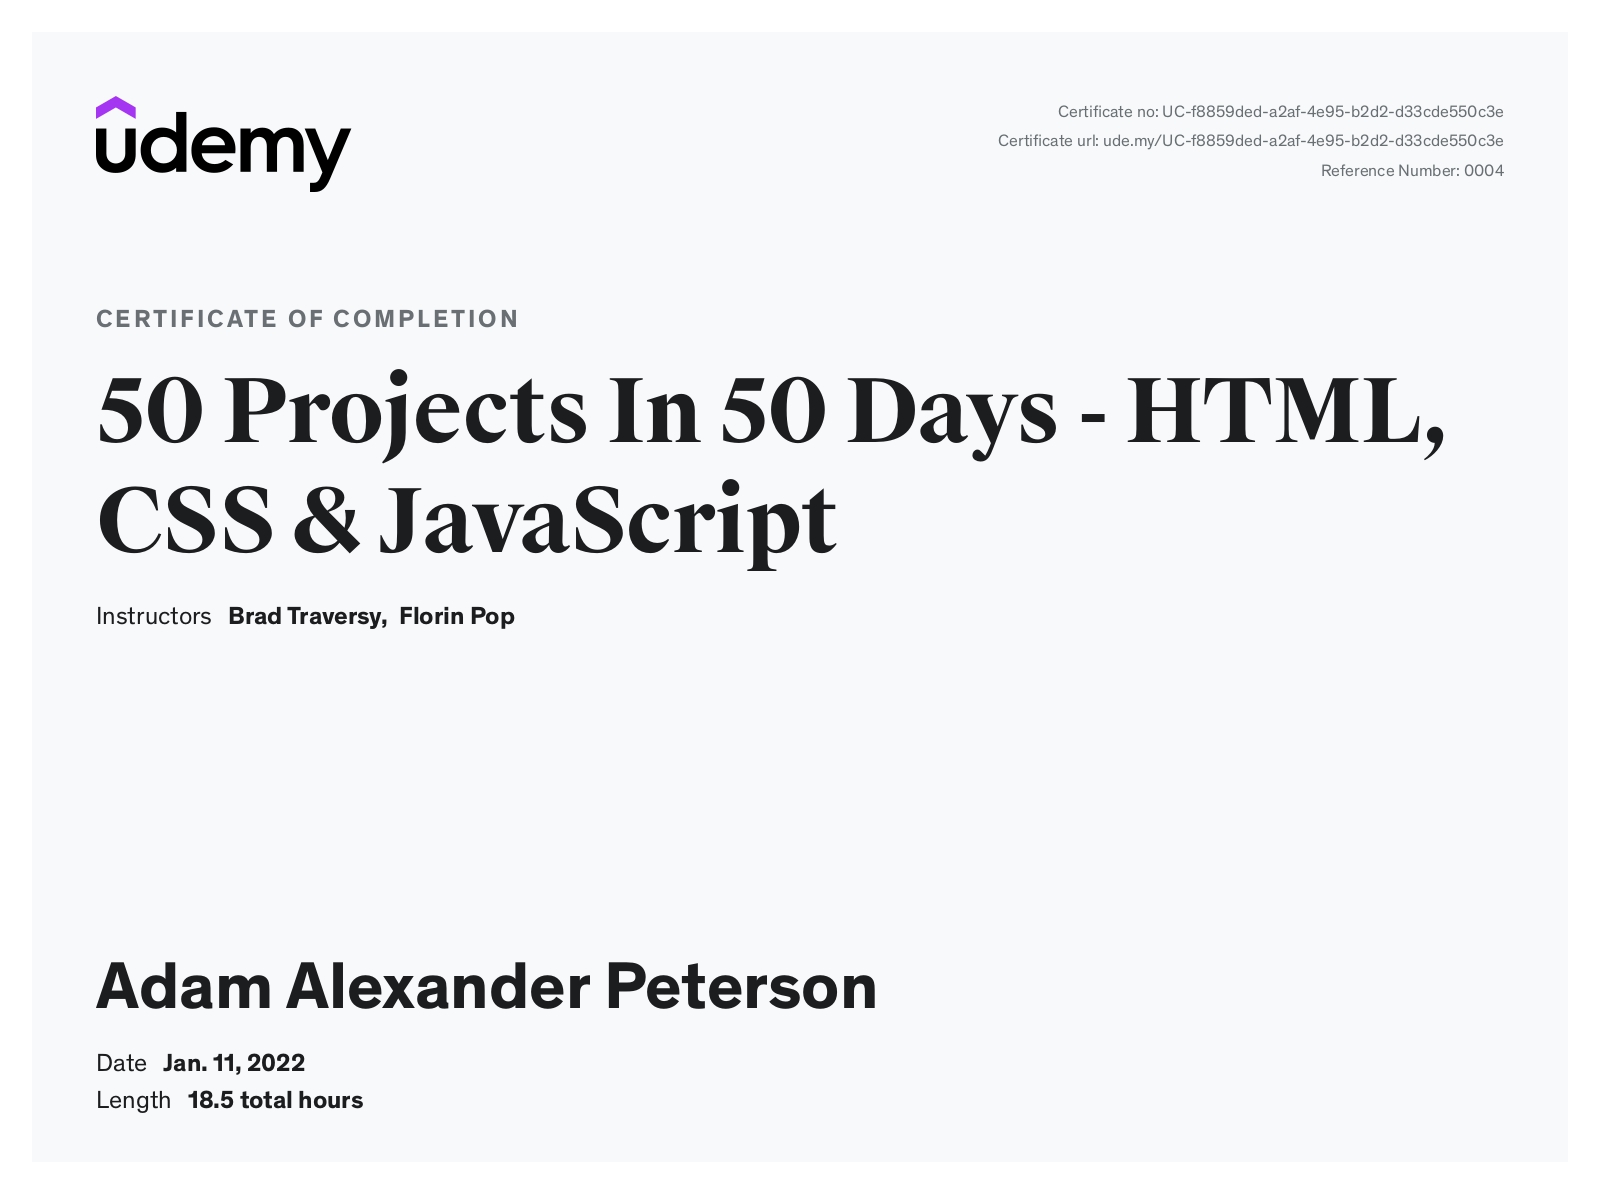 udemy
Certificate no: UC-f8859ded-a2af-4e95-b2d2-d33cde550c3e
Certificate url: ude.my/UC-f8859ded-a2af-4e95-b2d2-d33cde550c3e
Reference Number: 0004
CERTIFICATE OF COMPLETION
50 Projects In 50 Days - HTML,
CSS & JavaScript
Instructors Brad Traversy, Florin Pop
Adam Alexander Peterson
Date Jan. 11, 2022
Length 18.5 total hours